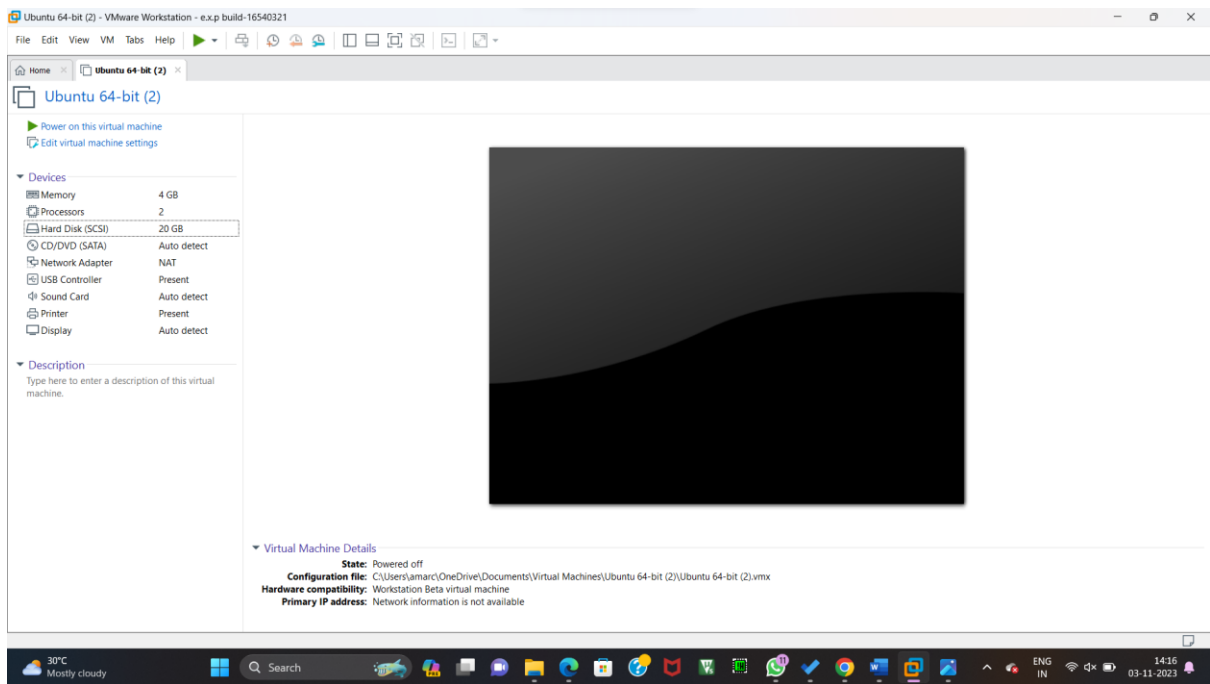 Ubuntu 64-bit (2) - VMware Workstation - e.x.p build-16540321
File Edit View VM Tabs Help
Home
Ubuntu 64-bit (2)
Ubuntu 64-bit (2)
Power on this virtual machine
Edit virtual machine settings
Devices
Memory 4 GB
Processors 2
Hard Disk (SCSI) 20 GB
CD/DVD (SATA) Auto detect
Network Adapter NAT
USB Controller Present
Sound Card Auto detect
Printer Present
Display Auto detect
Description
Type here to enter a description of this virtual
machine.
Virtual Machine Details
State: Powered off
Configuration file: C:\Users\amarc\OneDrive\Documents\Virtual Machines\Ubuntu 64-bit (2)\Ubuntu 64-bit (2).vmx
Hardware compatibility: Workstation Beta virtual machine
Primary IP address: Network information is not available
30°C
Mostly cloudy
Search
ENG
IN
14:16
03-11-2023